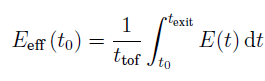 E_eff (t_0) = \frac{1}{t_tof} \int_{t_0}^{t_exit} E(t) dt